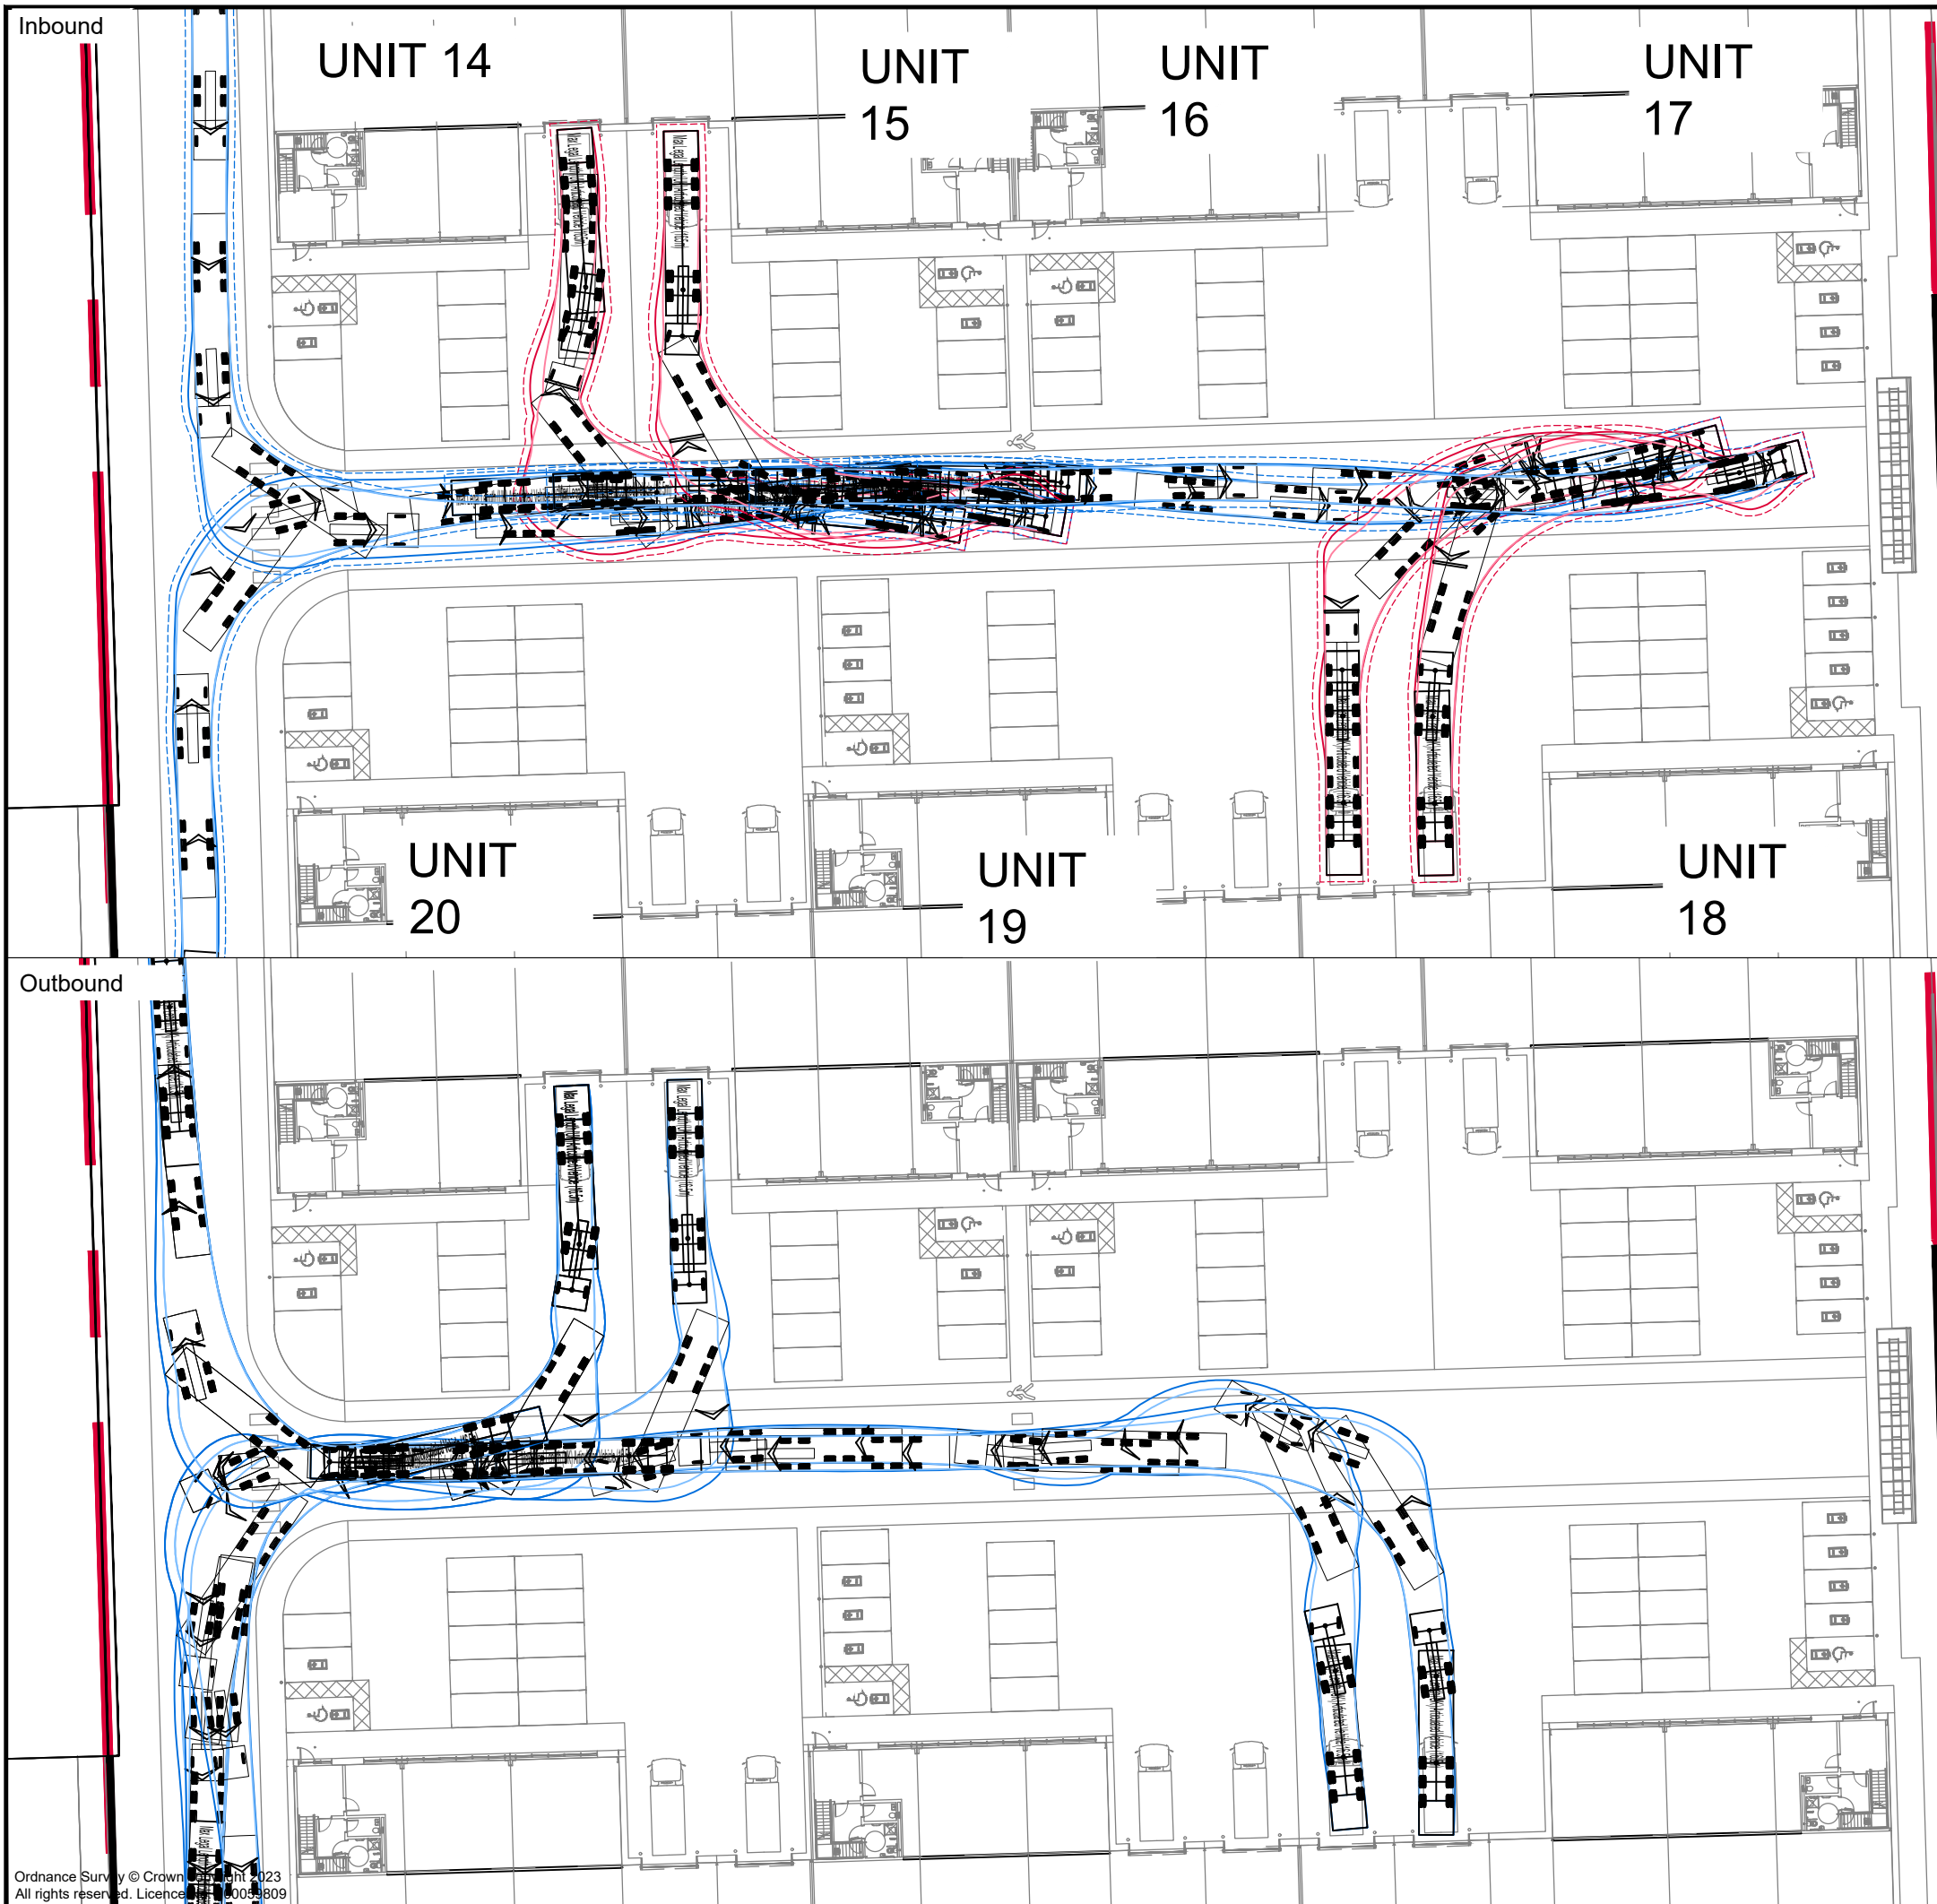 Inbound
UNIT 14
UNIT
15
UNIT
16
UNIT
17
UNIT
20
UNIT
19
UNIT
18
Outbound
Ordnance Survey © Crown Copyright 2023
All rights reserved. Licence